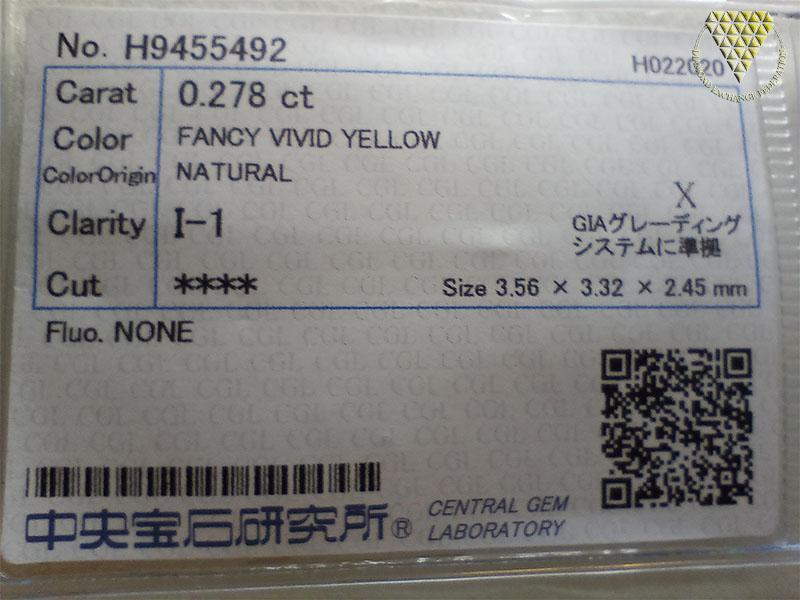 No. H9455492
H022020
Carat 0.278 ct
Color FANCY VIVID YELLOW
ColorOrigin NATURAL
Clarity I-1
X
GIAグレーディング
システムに準拠
Cut ****
Size 3.56 × 3.32 × 2.45 mm
Fluo. NONE
中央宝石研究所® CENTRAL GEM
LABORATORY